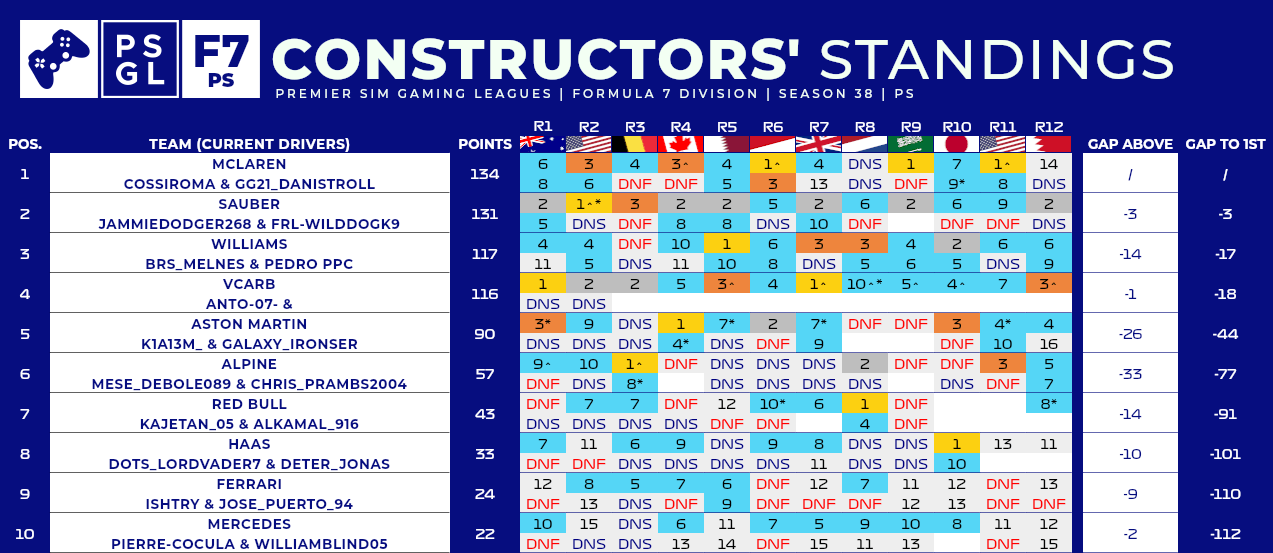 PS GL F7 PS CONSTRUCTORS' STANDINGS
PREMIER SIM GAMING LEAGUES | FORMULA 7 DIVISION | SEASON 38 | PS
POS. TEAM (CURRENT DRIVERS) POINTS R1 R2 R3 R4 R5 R6 R7 R8 R9 R10 R11 R12 GAP ABOVE GAP TO 1ST
1 MCLAREN 134 6 3 4 3^ 4 1^ 4 DNS 1 7 1^ 14 / /
COSSIROMA & GG21_DANISTROLL 8 6 DNF DNF 5 3 13 DNS DNF 9* 8 DNS
2 SAUBER 131 2 1^* 3 2 2 5 2 6 2 6 9 2 -3 -3
JAMMIEDODGER268 & FRL-WILDDOGK9 5 DNS DNF 8 8 DNS 10 DNF DNF DNF DNS
3 WILLIAMS 117 4 4 DNF 10 1 6 3 3 4 2 6 6 -14 -17
BRS_MELNES & PEDRO PPC 11 5 DNS 11 10 8 DNS 5 6 5 DNS 9
4 VCARB 116 1 2 2 5 3^ 4 1^ 10^* 5^ 4^ 7 3^ -1 -18
ANTO-07- & DNS DNS
5 ASTON MARTIN 90 3* 9 DNS 1 7* 2 7* DNF DNF 3 4* 4 -26 -44
K1A13M_ & GALAXY_IRONSER DNS DNS DNS 4* DNS DNF 9 DNF 10 16
6 ALPINE 57 9^ 10 1^ DNF DNS DNS DNS 2 DNF DNF 3 5 -33 -77
MESE_DEBOLE089 & CHRIS_PRAMBS2004 DNF DNS 8* DNS DNS DNS DNS DNS DNF 7
7 RED BULL 43 DNF 7 7 DNF 12 10* 6 1 DNF 8* -14 -91
KAJETAN_05 & ALKAMAL_916 DNS DNS DNS DNS DNF DNF 4 DNF
8 HAAS 33 7 11 6 9 DNS 9 8 DNS DNS 1 13 11 -10 -101
DOTS_LORDVADER7 & DETER_JONAS DNF DNF DNS DNS DNS DNS 11 DNS DNS 10
9 FERRARI 24 12 8 5 7 6 DNF 12 7 11 12 DNF 13 -9 -110
ISHTRY & JOSE_PUERTO_94 DNF 13 DNS DNF 9 DNF DNF DNF 12 13 DNF DNF
10 MERCEDES 22 10 15 DNS 6 11 7 5 9 10 8 11 12 -2 -112
PIERRE-COCULA & WILLIAMBLIND05 DNF DNS DNS 13 14 DNF 15 11 13 DNF 15